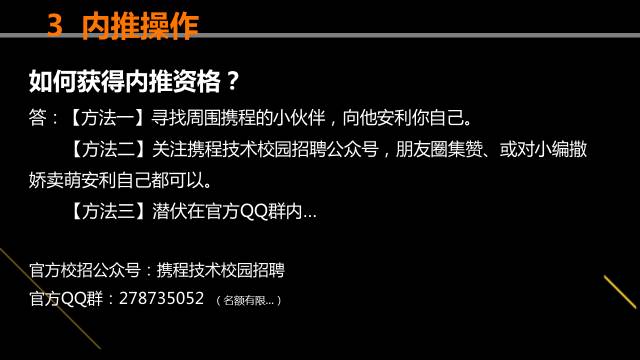 3 内推操作
如何获得内推资格？
答：【方法一】寻找周围携程的小伙伴，向他安利你自己。
【方法二】关注携程技术校园招聘公众号，朋友圈集赞、或对小编撒
娇卖萌安利自己都可以。
【方法三】潜伏在官方QQ群内...
官方校招公众号：携程技术校园招聘
官方QQ群：278735052 （名额有限...）